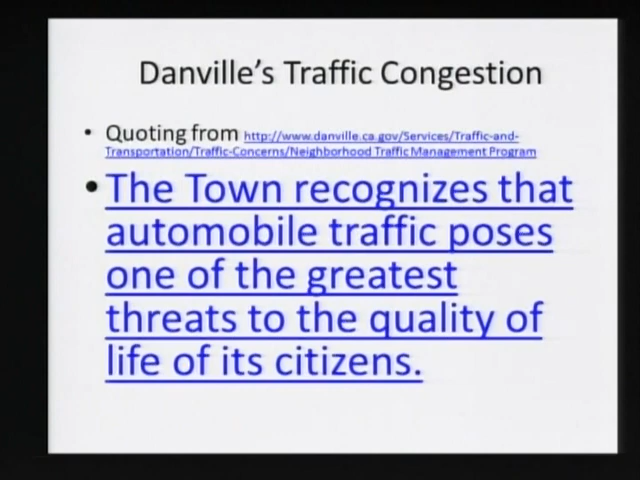 Danville's Traffic Congestion
• Quoting from http://www.danville.ca.gov/Services/Traffic-and-
Transportation/Traffic-Concerns/Neighborhood Traffic Management Program
• The Town recognizes that
automobile traffic poses
one of the greatest
threats to the quality of
life of its citizens.